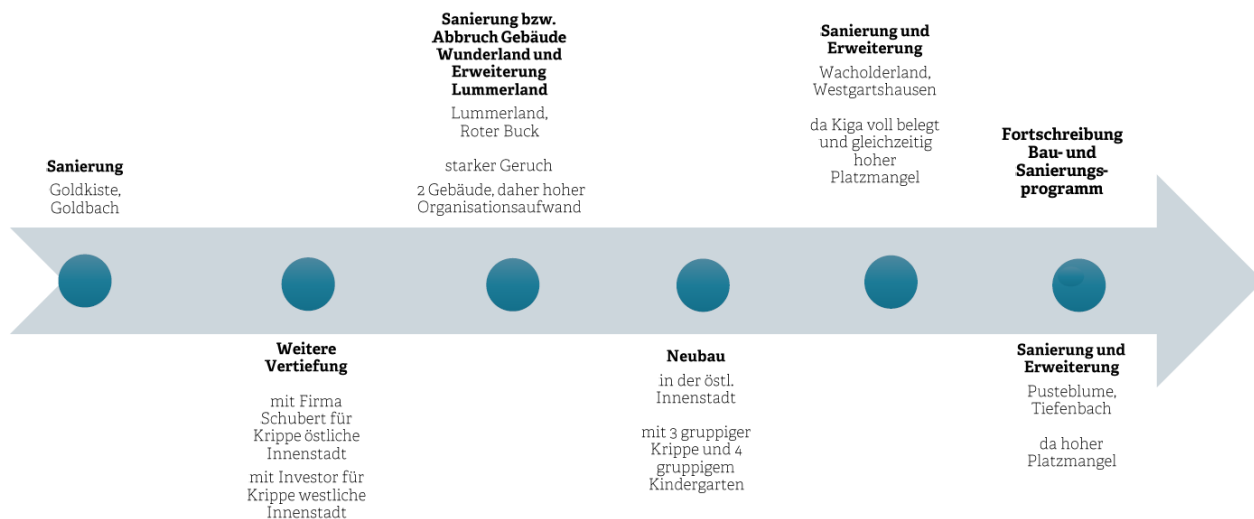 Sanierung
Goldkiste,
Goldbach
Weitere
Vertiefung
mit Firma
Schubert für
Krippe östliche
Innenstadt
mit Investor für
Krippe westliche
Innenstadt
Sanierung bzw.
Abbruch Gebäude
Wunderland und
Erweiterung
Lummerland
Lummerland,
Roter Buck
starker Geruch
2 Gebäude, daher hoher
Organisationsaufwand
Neubau
in der östl.
Innenstadt
mit 3 gruppiger
Krippe und 4
gruppigem
Kindergarten
Sanierung und
Erweiterung
Wacholderland,
Westgartshausen
da Kiga voll belegt
und gleichzeitig
hoher
Platzmangel
Fortschreibung
Bau- und
Sanierungs-
programm
Sanierung und
Erweiterung
Pusteblume,
Tiefenbach
da hoher
Platzmangel